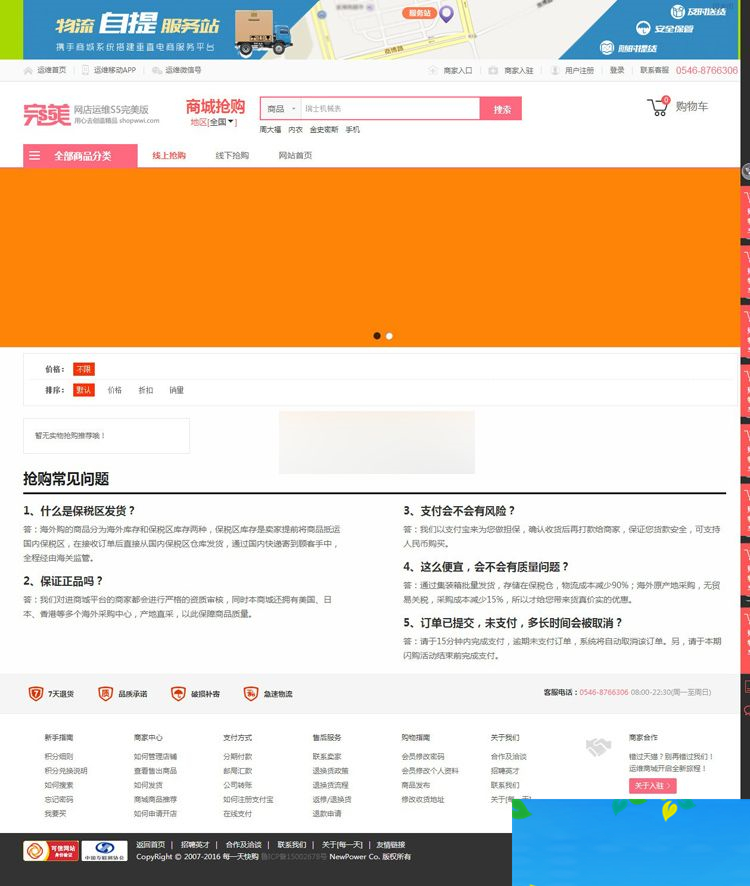 物流 自提 服务站
携手商城系统搭建垂直电商服务平台
商博路
服务站
及时送货
安全保管
随时提货
运维首页 | 运维移动APP | 运维微信号
商家入口 | 商家入驻 | 用户注册 | 登录 | 联系客服 0546-8766306
完美
网店运维S5完美版
用心去创造精品 shopwwi.com
商城抢购
地区[全国]
商品 瑞士机械表 搜索
周大福 内衣 金史密斯 手机
0 购物车
全部商品分类 线上抢购 线下抢购 网站首页
价格： 不限
排序： 默认 价格 折扣 销量
暂无实物抢购推荐哦！
抢购常见问题
1、什么是保税区发货？
答：海外购的商品分为海外库存和保税区库存两种，保税区库存是卖家提前将商品抵运
国内保税区，在接收订单后直接从国内保税区仓库发货，通过国内快递寄到顾客手中，
全程经由海关监管。
2、保证正品吗？
答：我们对进商城平台的商家都会进行严格的资质审核，同时本商城还拥有美国、日
本、香港等多个海外采购中心，产地直采，以此保障商品质量。
3、支付会不会有风险？
答：我们以支付宝来为您做担保，确认收货后再打款给商家，保证您货款安全，可支持
人民币购买。
4、这么便宜，会不会有质量问题？
答：通过集装箱批量发货，存储在保税仓，物流成本减少90%；海外原产地采购，无贸
易关税，采购成本减少15%，所以才给您带来货真价实的优惠。
5、订单已提交，未支付，多长时间会被取消？
答：请于15分钟内完成支付，逾期未支付订单，系统将自动取消该订单。另，请于本期
闪购活动结束前完成支付。
7 7天退货 质 品质承诺 破损补寄 急速物流
客服电话：0546-8766306 08:00-22:30(周一至周日)
新手指南
积分细则
积分兑换说明
如何搜索
忘记密码
我要买
商家中心
如何管理店铺
查看售出商品
如何发货
商城商品推荐
如何申请开店
支付方式
分期付款
邮局汇款
公司转账
如何注册支付宝
在线支付
售后服务
联系卖家
退换货政策
退换货流程
返修/退换货
退款申请
购物指南
会员修改密码
会员修改个人资料
商品发布
修改收货地址
关于我们
合作及洽谈
招聘英才
联系我们
关于[每一天]
商家合作
错过天猫？别再错过我们！
运维商城开启全新旅程！
关于入驻 >
可信网站
身份验证
中国互联网协会
返回首页 | 招聘英才 | 合作及洽谈 | 联系我们 | 关于[每一天] | 友情链接
CopyRight © 2007-2016 每一天快购 鲁ICP备15002678号 NewPower Co. 版权所有